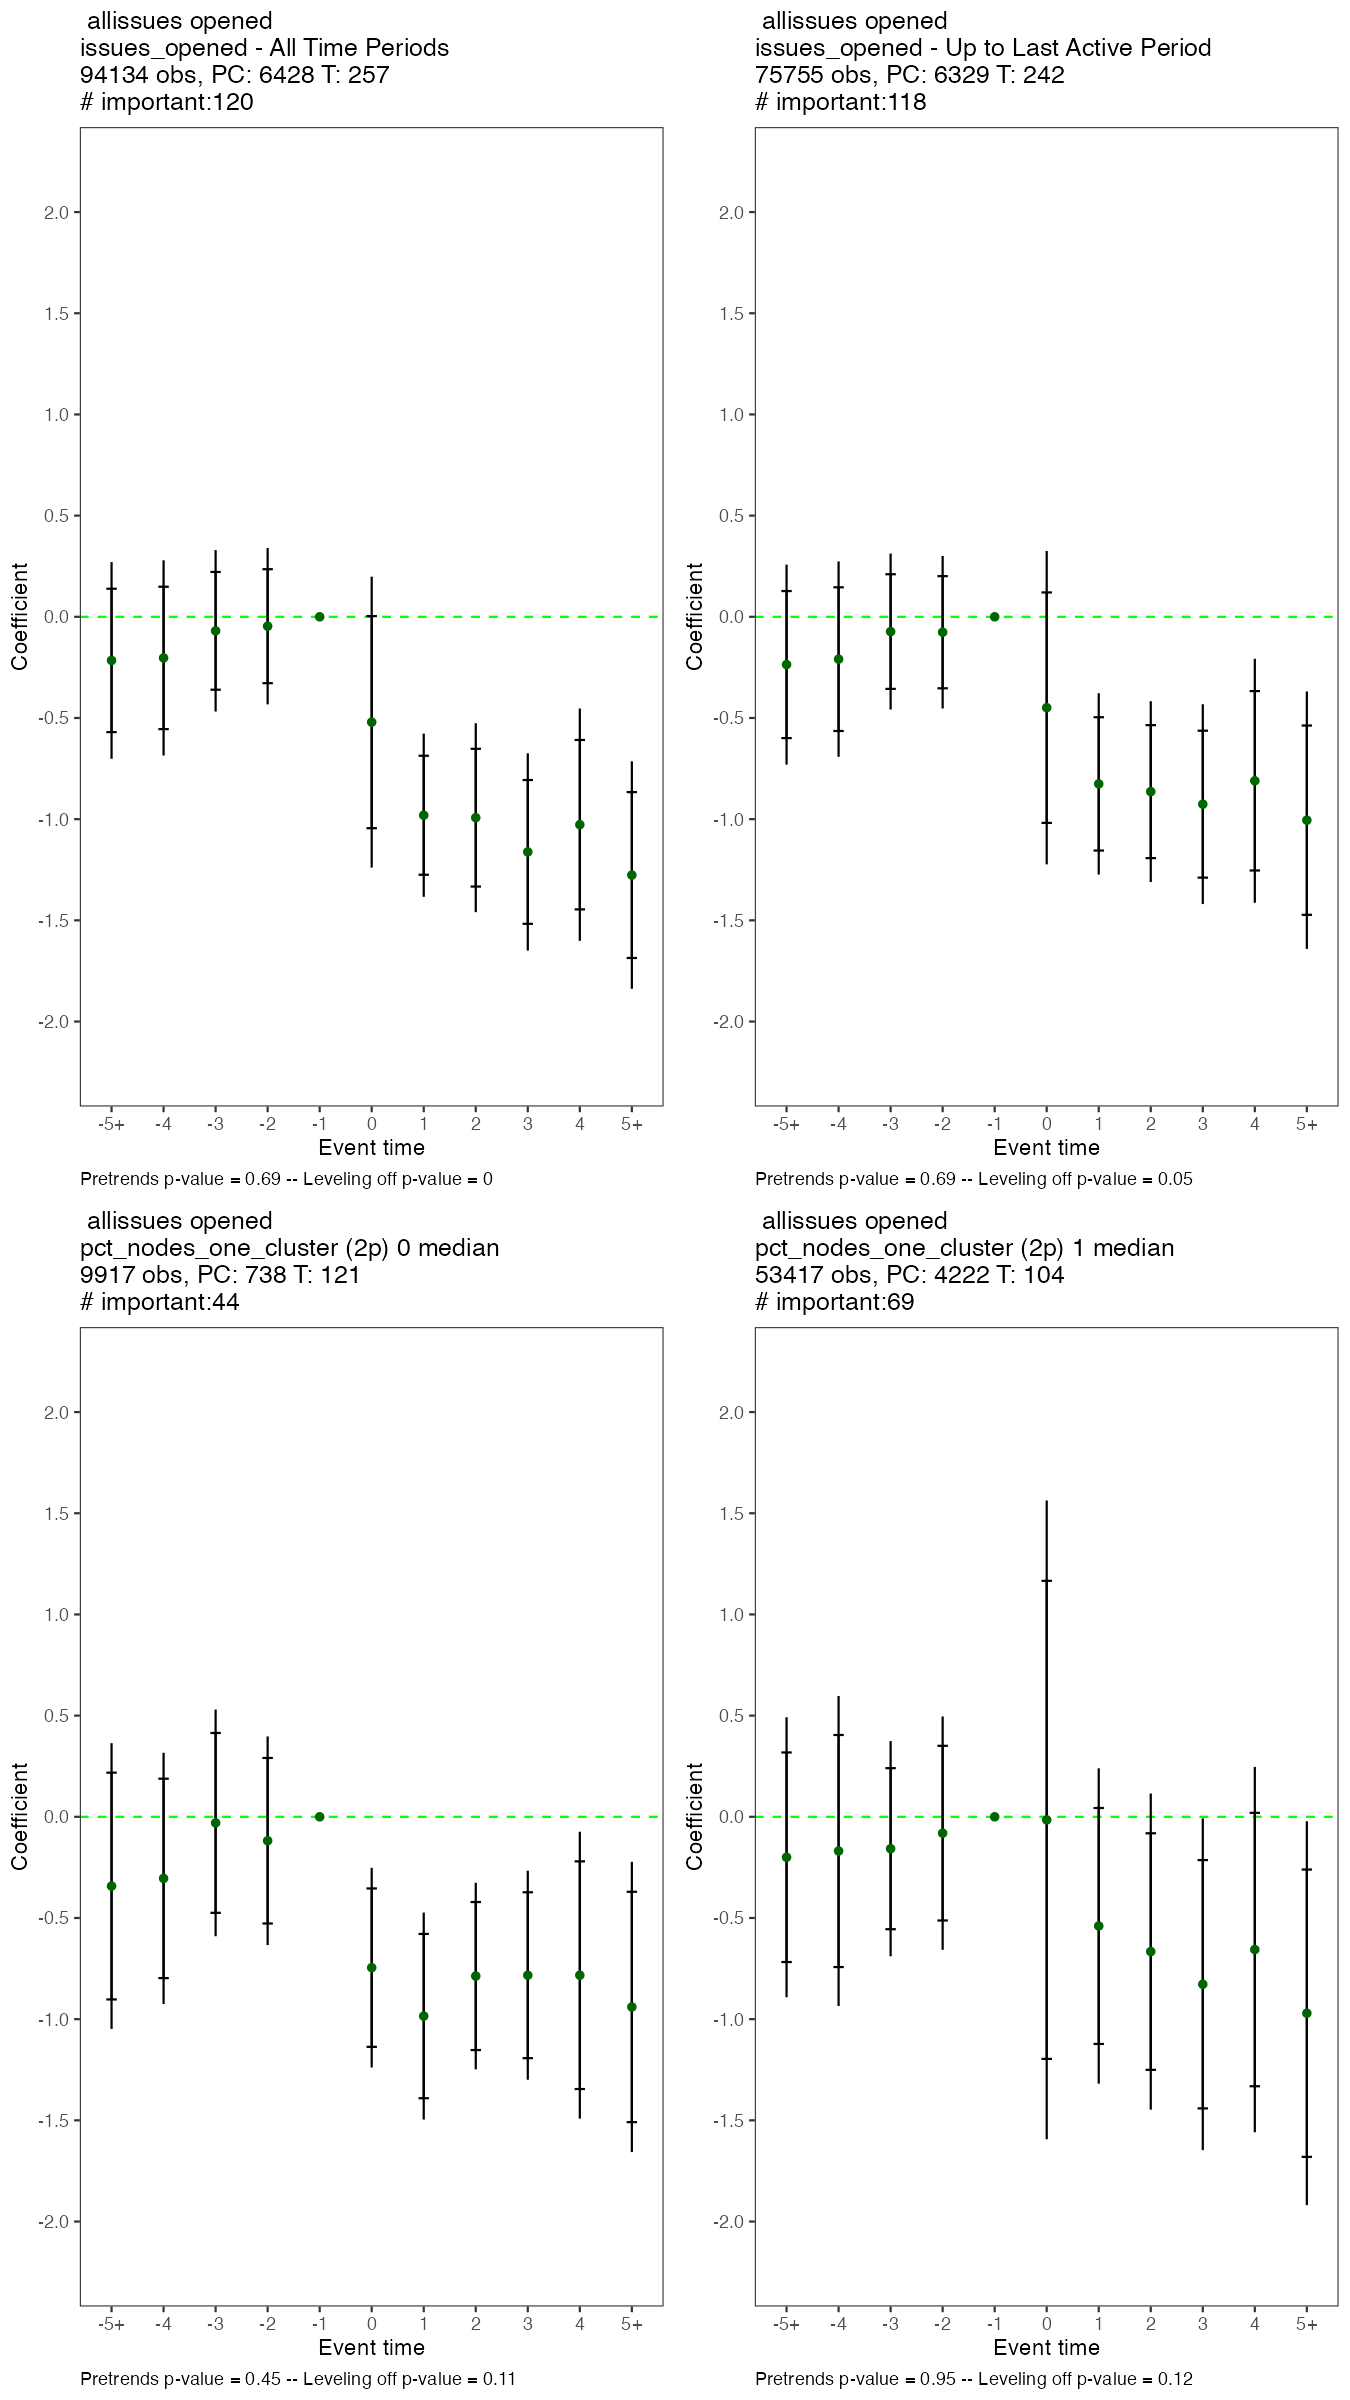 allissues opened
issues_opened - All Time Periods
94134 obs, PC: 6428 T: 257
# important:120
2.0
1.5
1.0
0.5
0.0
-0.5
-1.0
-1.5
-2.0
Coefficient
-5+ -4 -3 -2 -1 0 1 2 3 4 5+
Event time
Pretrends p-value = 0.69 -- Leveling off p-value = 0
allissues opened
issues_opened - Up to Last Active Period
75755 obs, PC: 6329 T: 242
# important:118
2.0
1.5
1.0
0.5
0.0
-0.5
-1.0
-1.5
-2.0
Coefficient
-5+ -4 -3 -2 -1 0 1 2 3 4 5+
Event time
Pretrends p-value = 0.69 -- Leveling off p-value = 0.05
allissues opened
pct_nodes_one_cluster (2p) 0 median
9917 obs, PC: 738 T: 121
# important:44
2.0
1.5
1.0
0.5
0.0
-0.5
-1.0
-1.5
-2.0
Coefficient
-5+ -4 -3 -2 -1 0 1 2 3 4 5+
Event time
Pretrends p-value = 0.45 -- Leveling off p-value = 0.11
allissues opened
pct_nodes_one_cluster (2p) 1 median
53417 obs, PC: 4222 T: 104
# important:69
2.0
1.5
1.0
0.5
0.0
-0.5
-1.0
-1.5
-2.0
Coefficient
-5+ -4 -3 -2 -1 0 1 2 3 4 5+
Event time
Pretrends p-value = 0.95 -- Leveling off p-value = 0.12